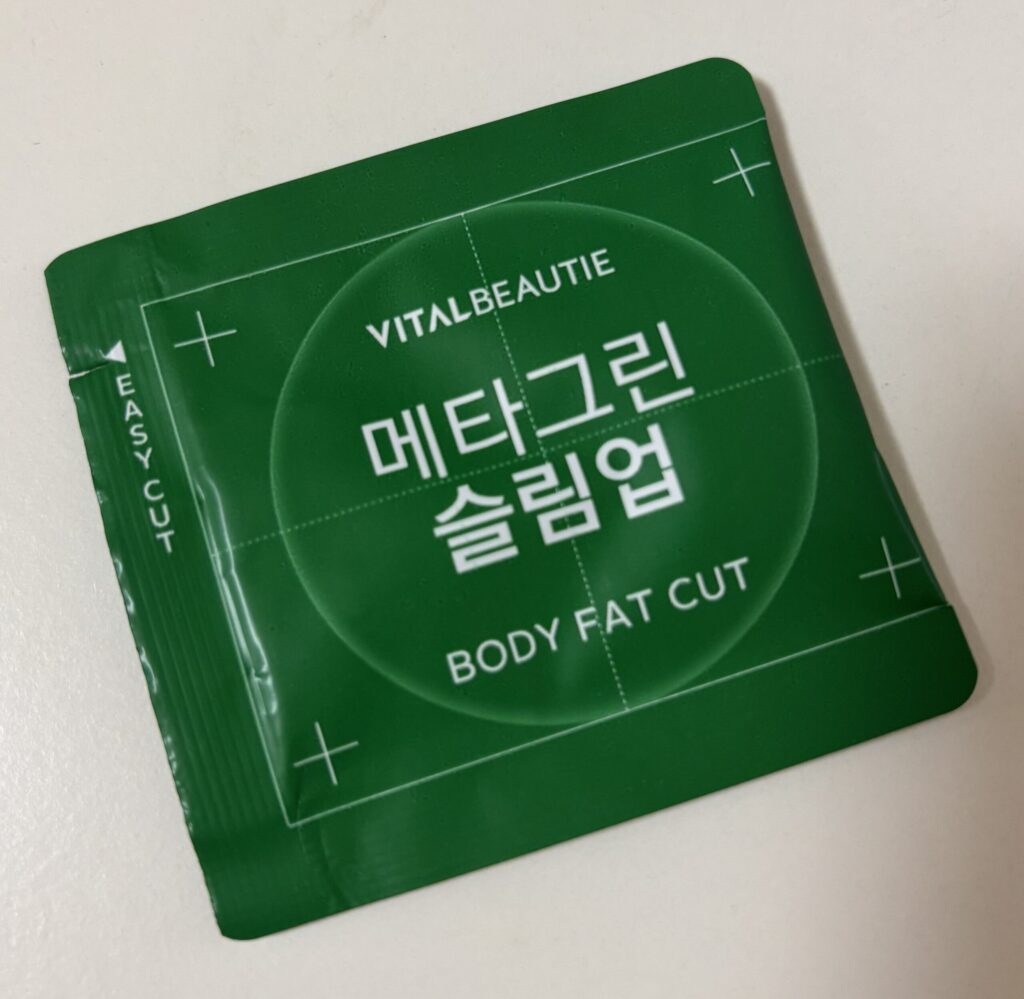 VITALBEAUTIE
메타그린
슬림업
BODY FAT CUT
EASY CUT